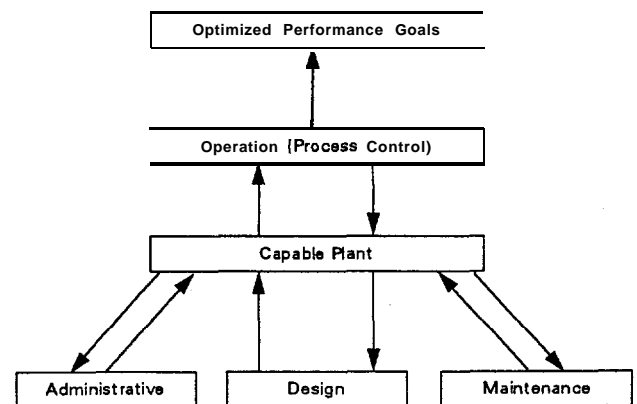 Optimized Performance Goals
Operation (Process Control)
Capable Plant
Administrative
Design
Maintenance